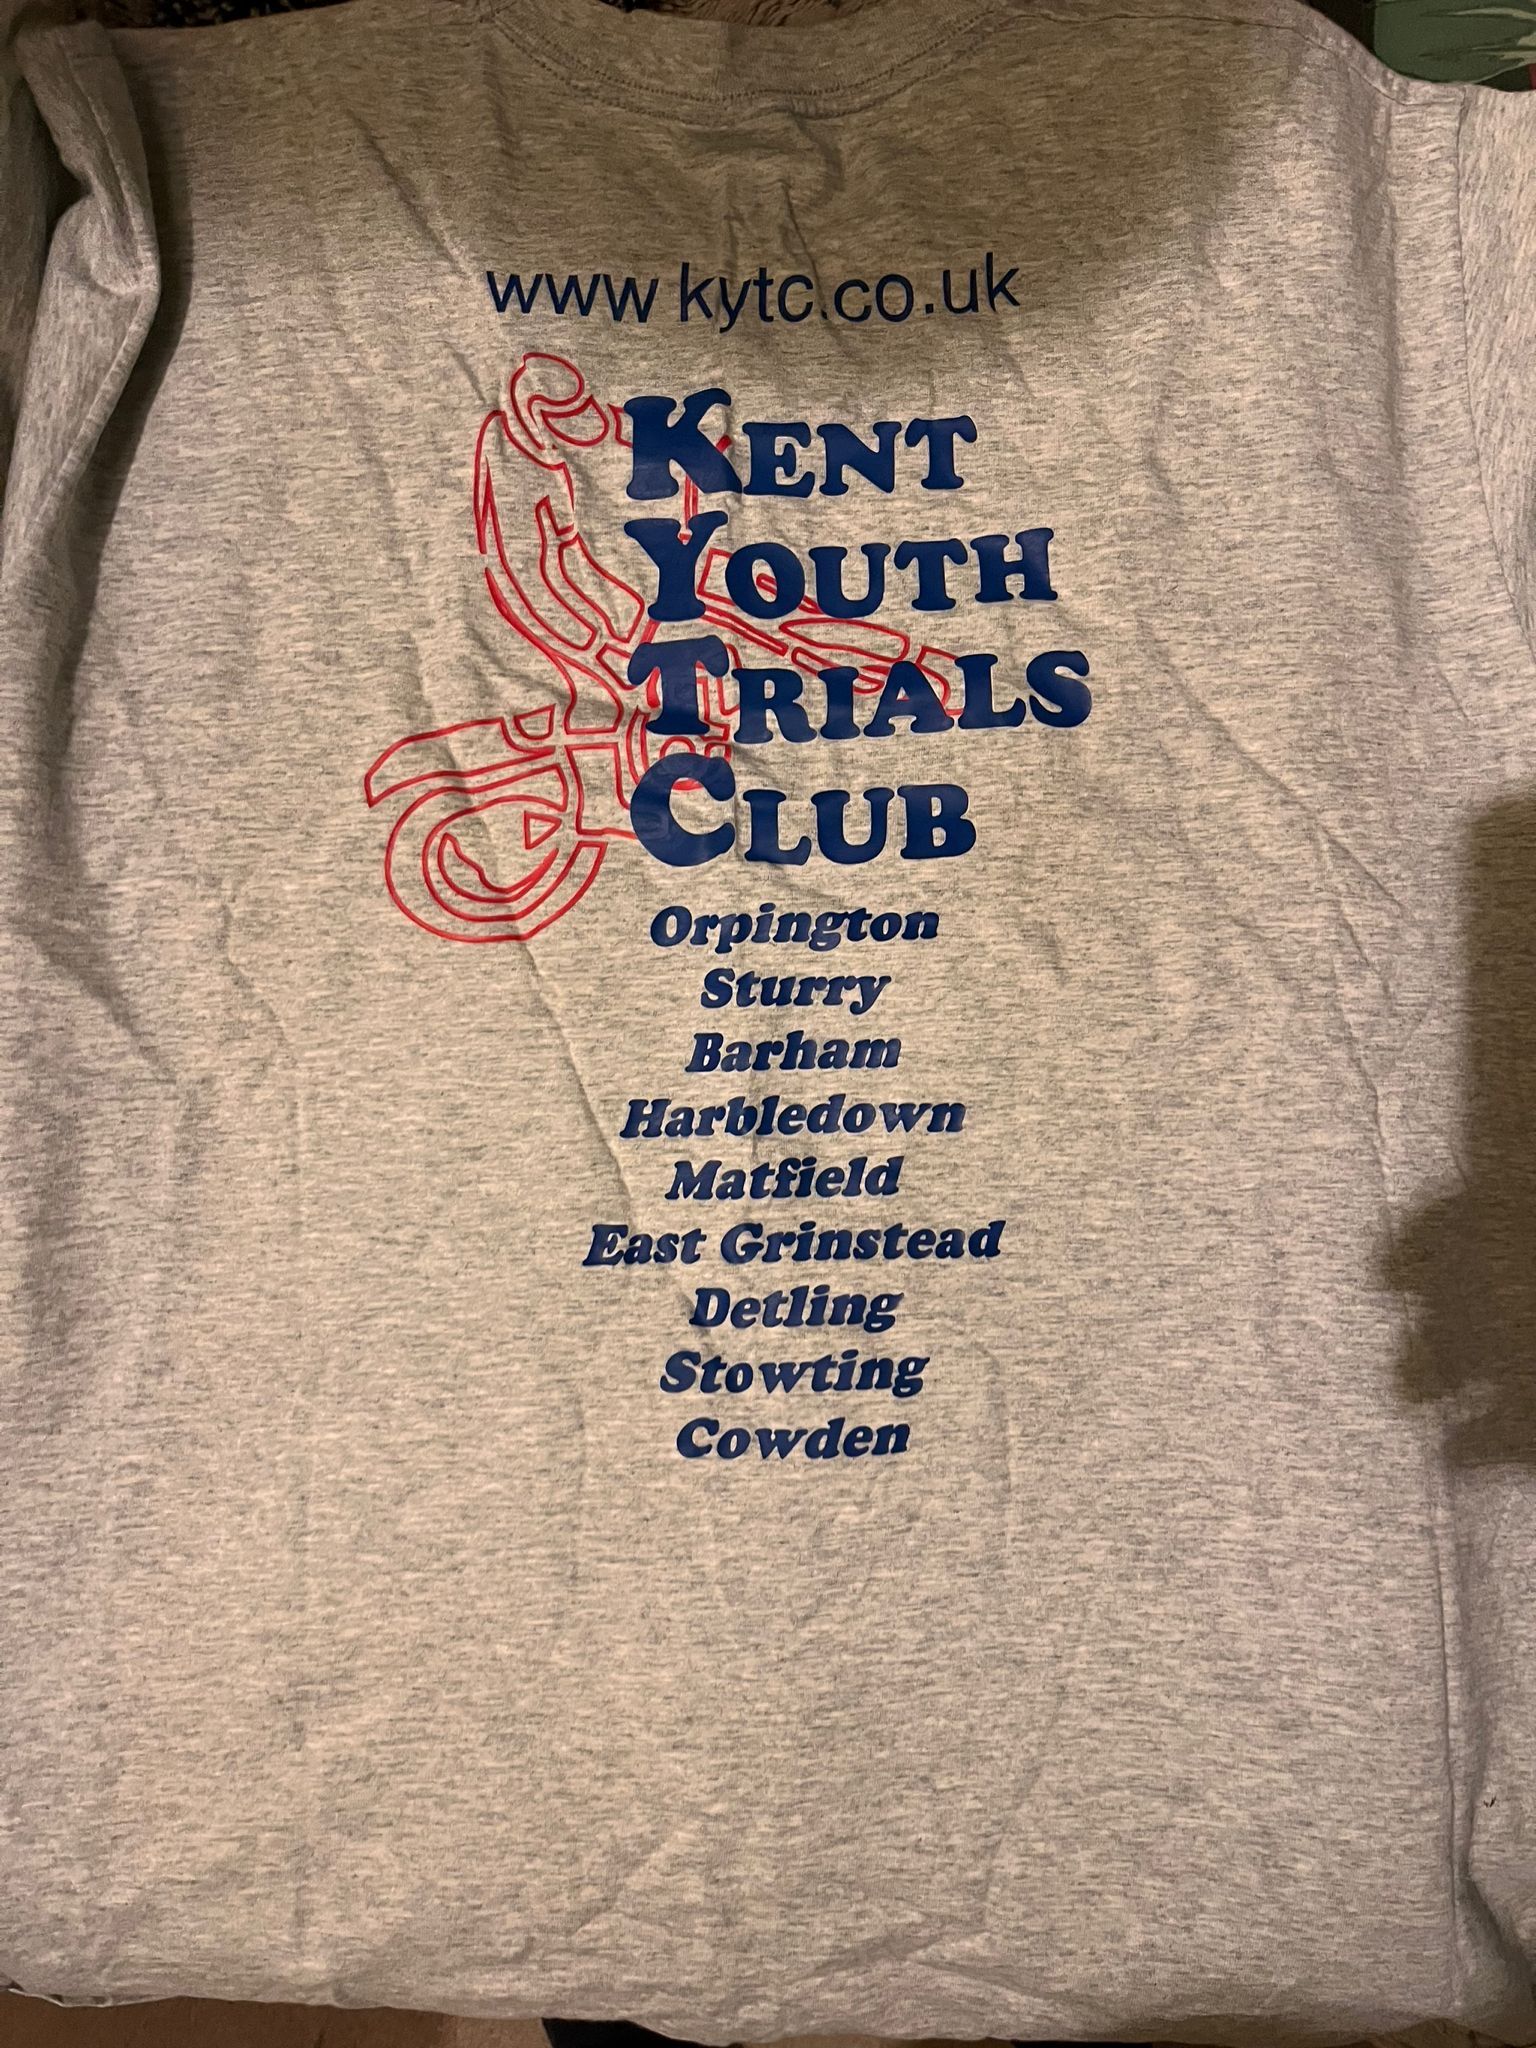 www.kytc.co.uk
Kent
Youth
Trials
Club
Orpington
Sturry
Barham
Harbledown
Matfield
East Grinstead
Detling
Stowting
Cowden